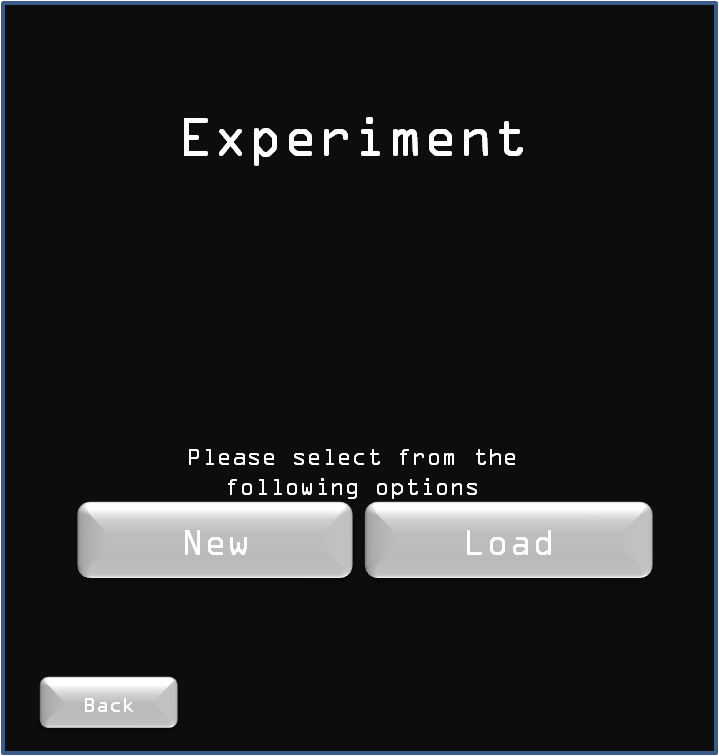 Experiment
Please select from the
following options
New
Load
Back